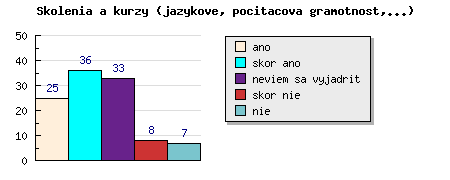 Skolenia a kurzy (jazykove, pocitacova gramotnost,...)
50
40
30
20
10
0
25
36
33
8
7
ano
skor ano
neviem sa vyjadrit
skor nie
nie